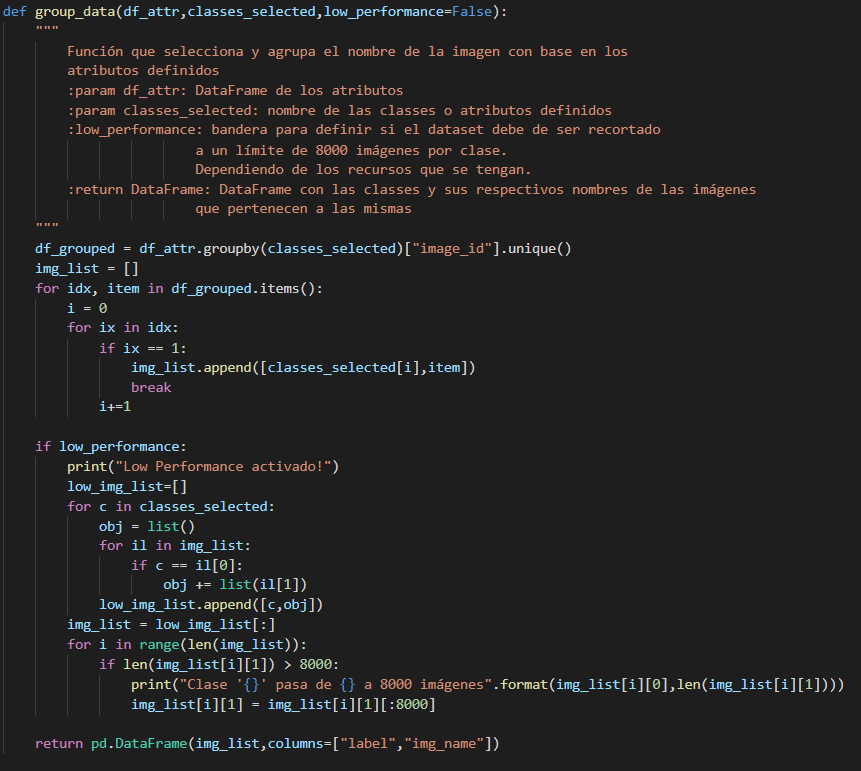 def group_data(df_attr,classes_selected,low_performance=False):
    """
        Función que selecciona y agrupa el nombre de la imagen con base en los
        atributos definidos
        :param df_attr: DataFrame de los atributos
        :param classes_selected: nombre de las classes o atributos definidos
        :low_performance: bandera para definir si el dataset debe de ser recortado
                        a un límite de 8000 imágenes por clase.
                        Dependiendo de los recursos que se tengan.
        :return DataFrame: DataFrame con las classes y sus respectivos nombres de las imágenes
                        que pertenecen a las mismas
    """
    df_grouped = df_attr.groupby(classes_selected)["image_id"].unique()
    img_list = []
    for idx, item in df_grouped.items():
        i = 0
        for ix in idx:
            if ix == 1:
                img_list.append([classes_selected[i],item])
                break
            i+=1
    if low_performance:
        print("Low Performance activado!")
        low_img_list=[]
        for c in classes_selected:
            obj = list()
            for il in img_list:
                if c == il[0]:
                    obj += list(il[1])
            low_img_list.append([c,obj])
        img_list = low_img_list[:]
        for i in range(len(img_list)):
            if len(img_list[i][1]) > 8000:
                print("Clase '{}' pasa de {} a 8000 imágenes".format(img_list[i][0],len(img_list[i][1])))
                img_list[i][1] = img_list[i][1][:8000]
    return pd.DataFrame(img_list,columns=["label","img_name"])